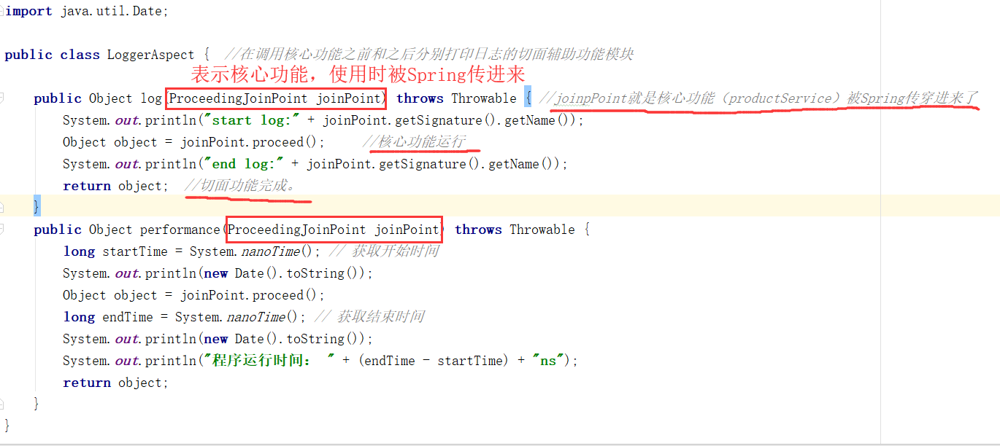 import java.util.Date;
public class LoggerAspect {  //在调用核心功能之前和之后分别打印日志的切面辅助功能模块
表示核心功能，使用时被Spring传进来
public Object log(ProceedingJoinPoint joinPoint) throws Throwable { //joinpPoint就是核心功能（productService）被Spring传穿进来了
System.out.println("start log:" + joinPoint.getSignature().getName());
Object object = joinPoint.proceed();     //核心功能运行
System.out.println("end log:" + joinPoint.getSignature().getName());
return object;  //切面功能完成。
}
public Object performance(ProceedingJoinPoint joinPoint) throws Throwable {
long startTime = System.nanoTime(); // 获取开始时间
System.out.println(new Date().toString());
Object object = joinPoint.proceed();
long endTime = System.nanoTime(); // 获取结束时间
System.out.println(new Date().toString());
System.out.println("程序运行时间： " + (endTime - startTime) + "ns");
return object;
}
}